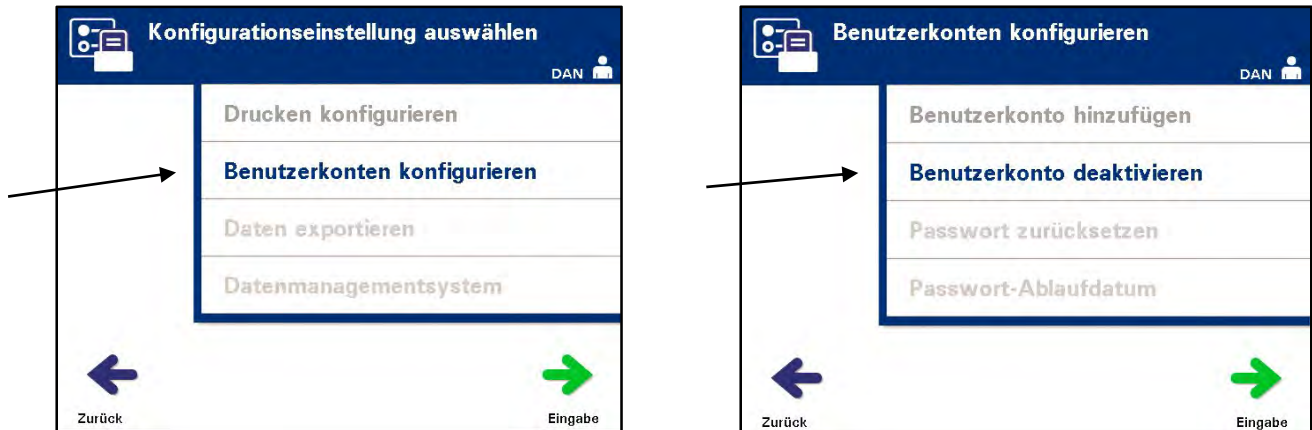 Konfigurationseinstellung auswählen
DAN
Drucken konfigurieren
Benutzerkonten konfigurieren
Daten exportieren
Datenmanagementsystem
Zurück
Eingabe
Benutzerkonten konfigurieren
DAN
Benutzerkonto hinzufügen
Benutzerkonto deaktivieren
Passwort zurücksetzen
Passwort-Ablaufdatum
Zurück
Eingabe